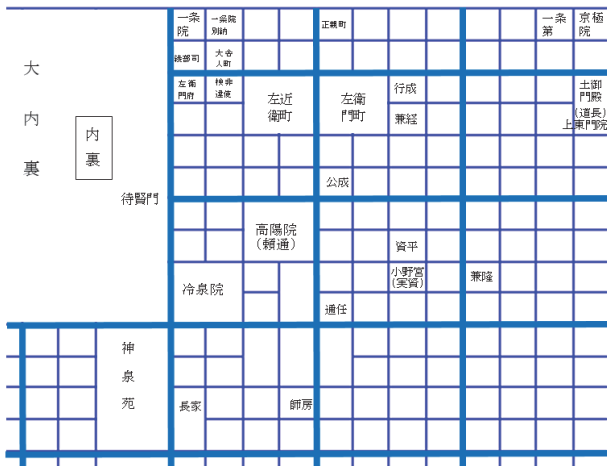 一条院
一条院別納
正親町
一条第
京極院
織部司
大舎人町
大内裏
左衛門府
検非違使
左近衛町
左衛門町
行成
兼経
土御門殿
(道長)
上東門院
内裏
公成
待賢門
高陽院
(頼通)
資平
小野宮
(実資)
兼隆
冷泉院
通任
神泉苑
長家
師房